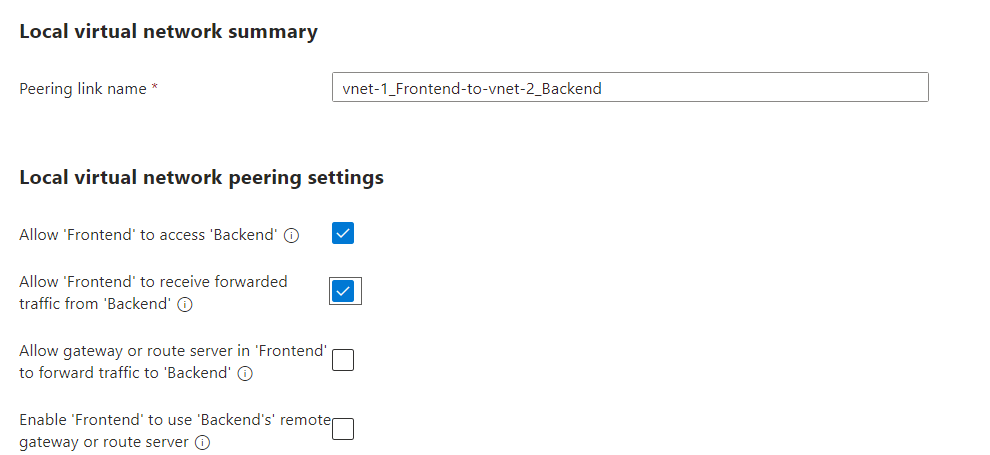 Local virtual network summary
Peering link name *
vnet-1_Frontend-to-vnet-2_Backend
Local virtual network peering settings
Allow 'Frontend' to access 'Backend'
Allow 'Frontend' to receive forwarded
traffic from 'Backend'
Allow gateway or route server in 'Frontend'
to forward traffic to 'Backend'
Enable 'Frontend' to use 'Backend's' remote
gateway or route server